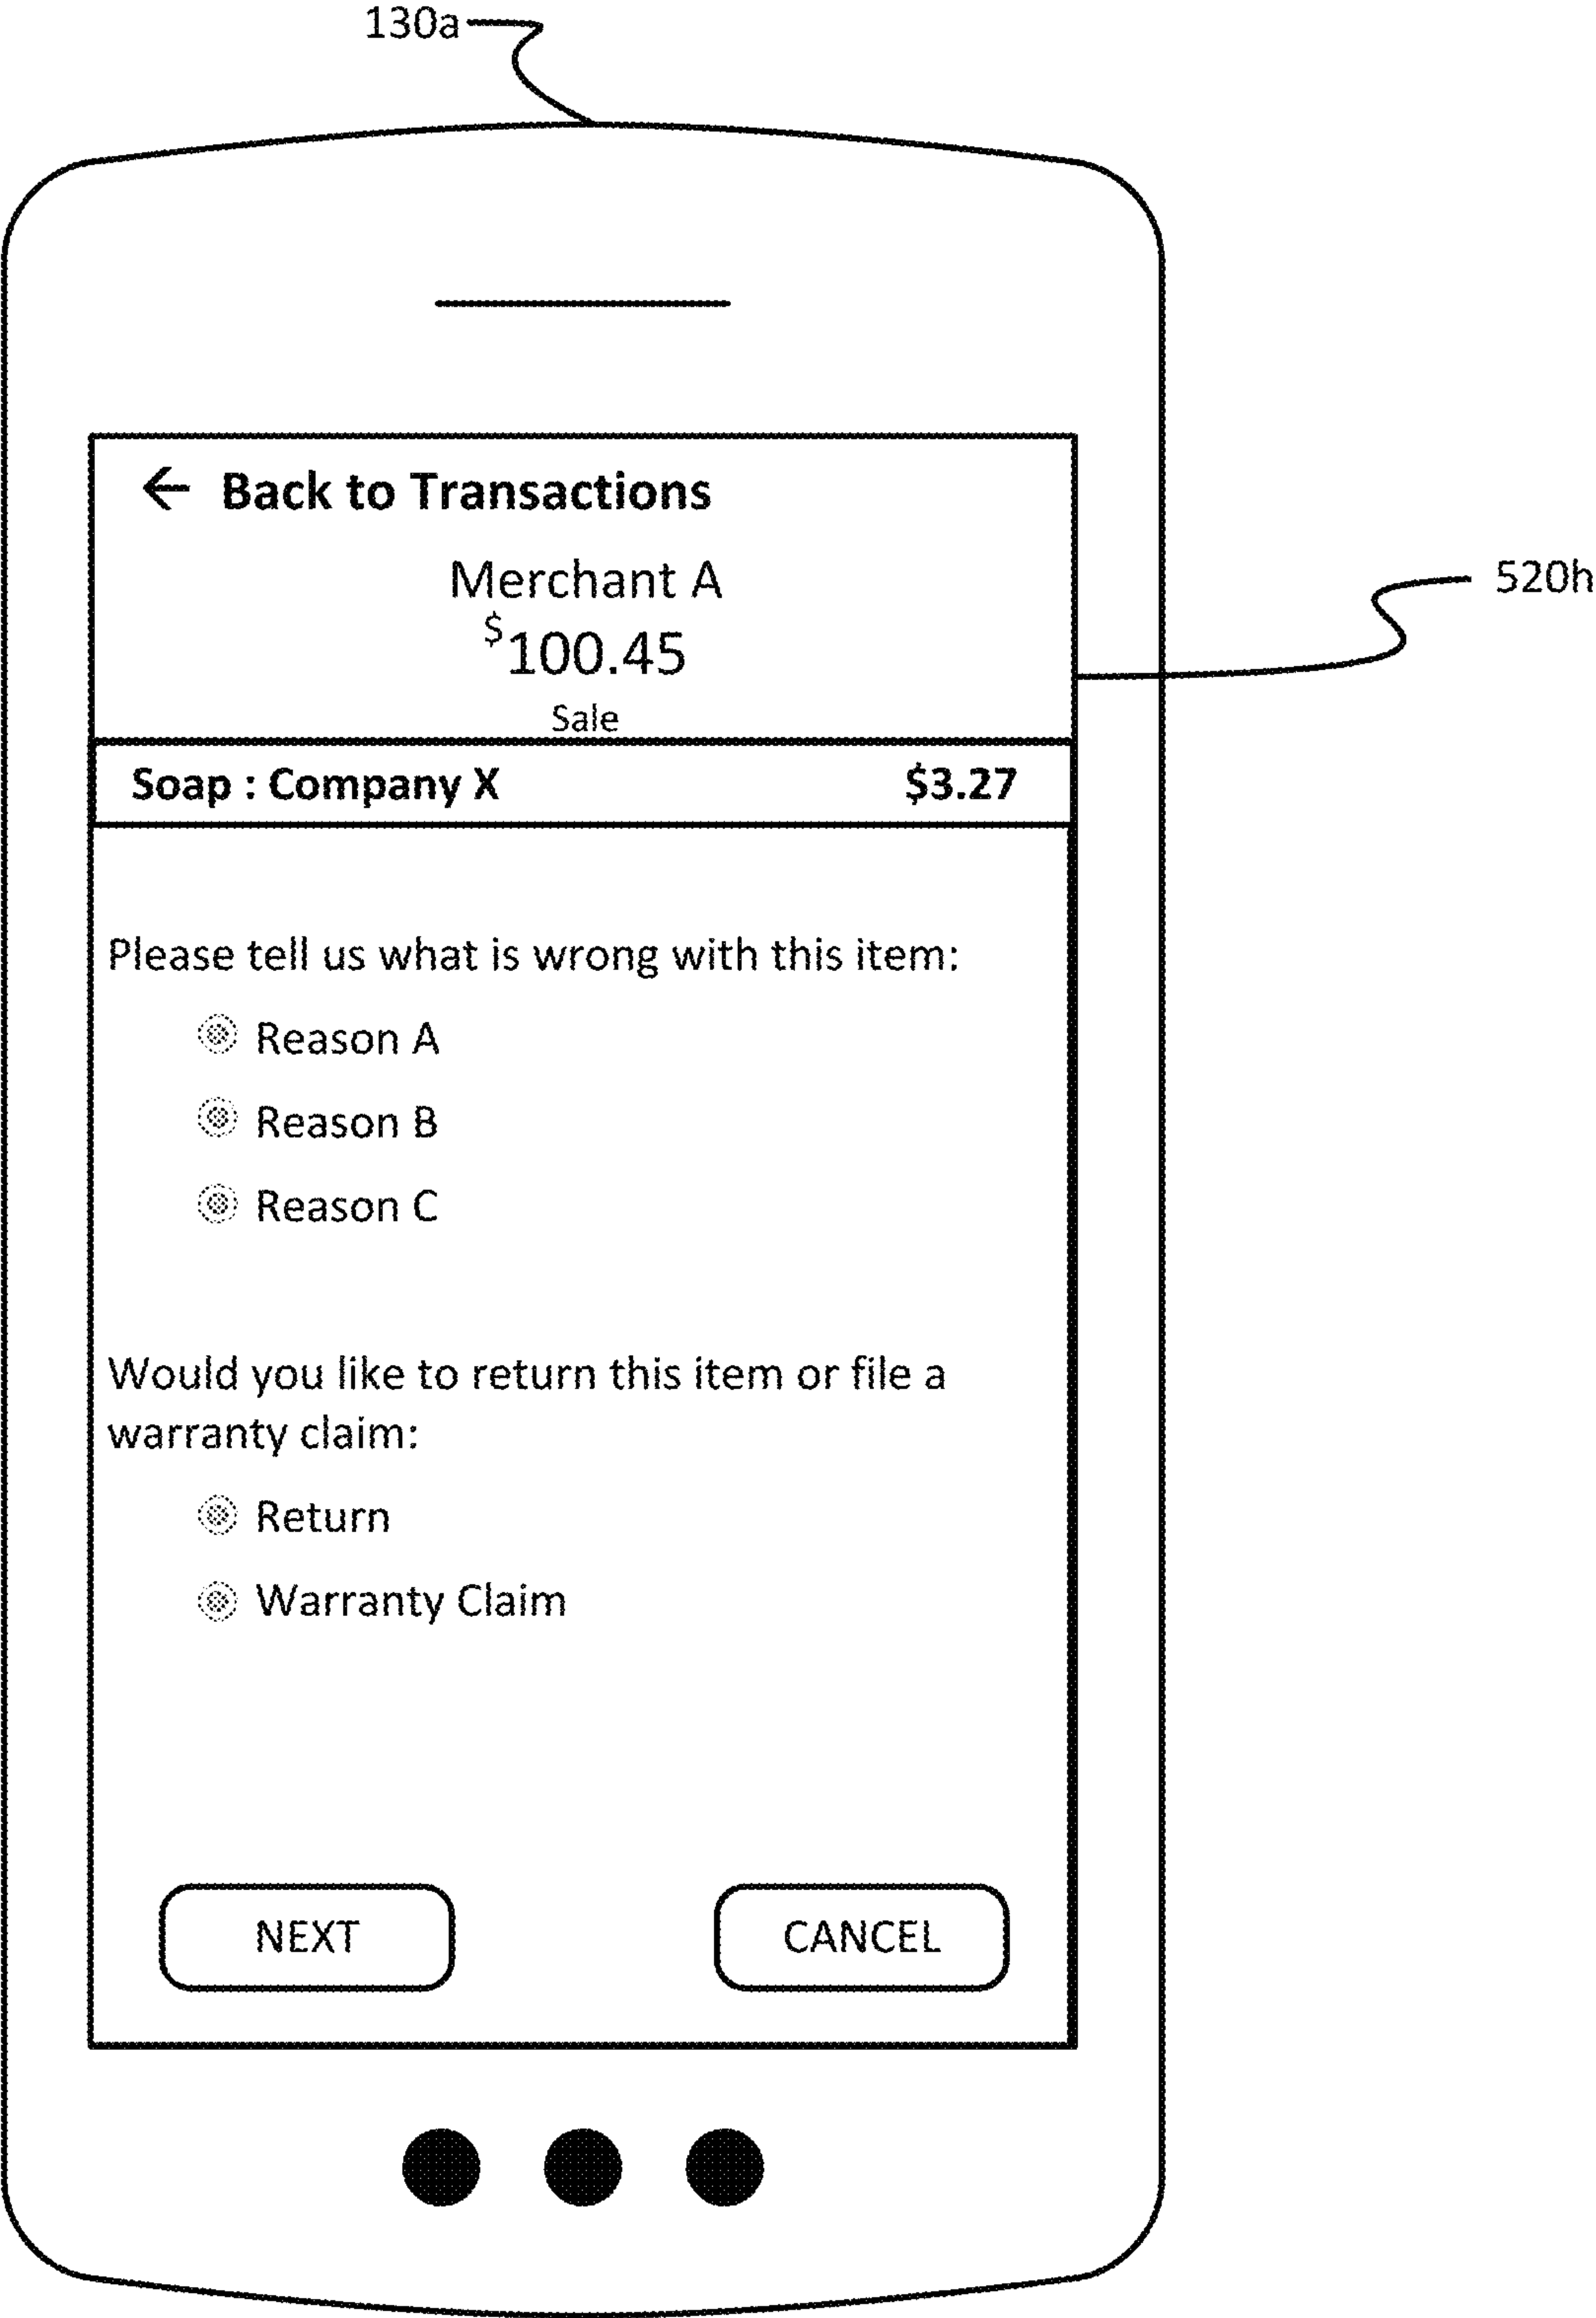 130a
← Back to Transactions
Merchant A
$100.45
520h
Sale
Soap : Company X $3.27
Please tell us what is wrong with this item:
Reason A
Reason B
Reason C
Would you like to return this item or file a
warranty claim:
Return
Warranty Claim
NEXT CANCEL